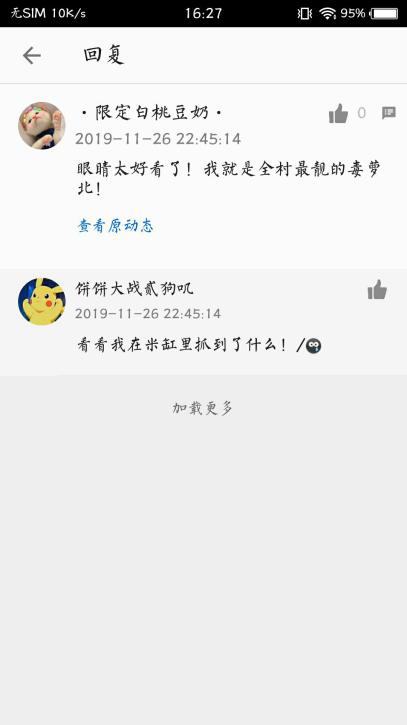 无SIM 10K/s 16:27 95%
回复
·限定白桃豆奶·
0
2019-11-26 22:45:14
眼睛太好看了！我就是全村最靓的毒萝
北！
查看原动态
饼饼大战贰狗叽
2019-11-26 22:45:14
看看我在米缸里抓到了什么！/
加载更多